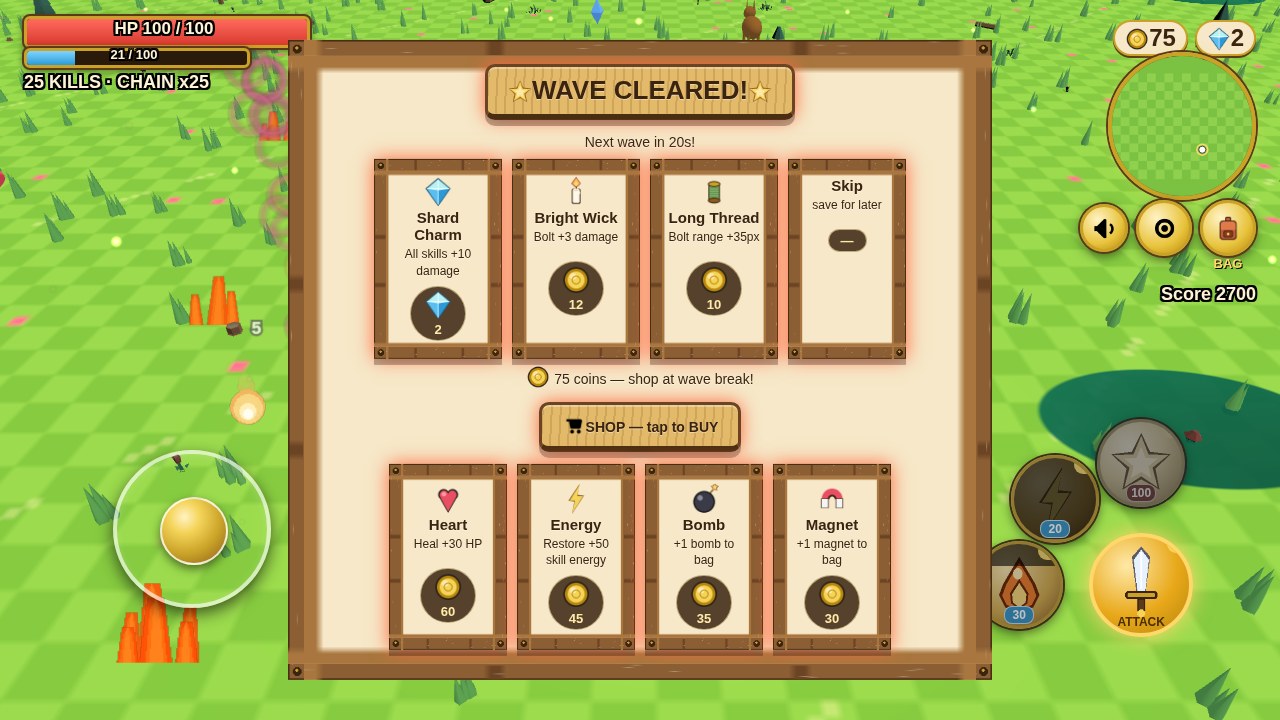 HP 100 / 100
21 / 100
25 KILLS · CHAIN x25
75
2
WAVE CLEARED!
Next wave in 20s!
Shard Charm
All skills +10 damage
2
Bright Wick
Bolt +3 damage
12
Long Thread
Bolt range +35px
10
Skip
save for later
—
75 coins — shop at wave break!
SHOP — tap to BUY
Heart
Heal +30 HP
60
Energy
Restore +50 skill energy
45
Bomb
+1 bomb to bag
35
Magnet
+1 magnet to bag
30
BAG
Score 2700
5
100
20
30
ATTACK